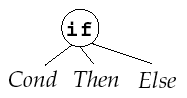 if
Cond Then Else